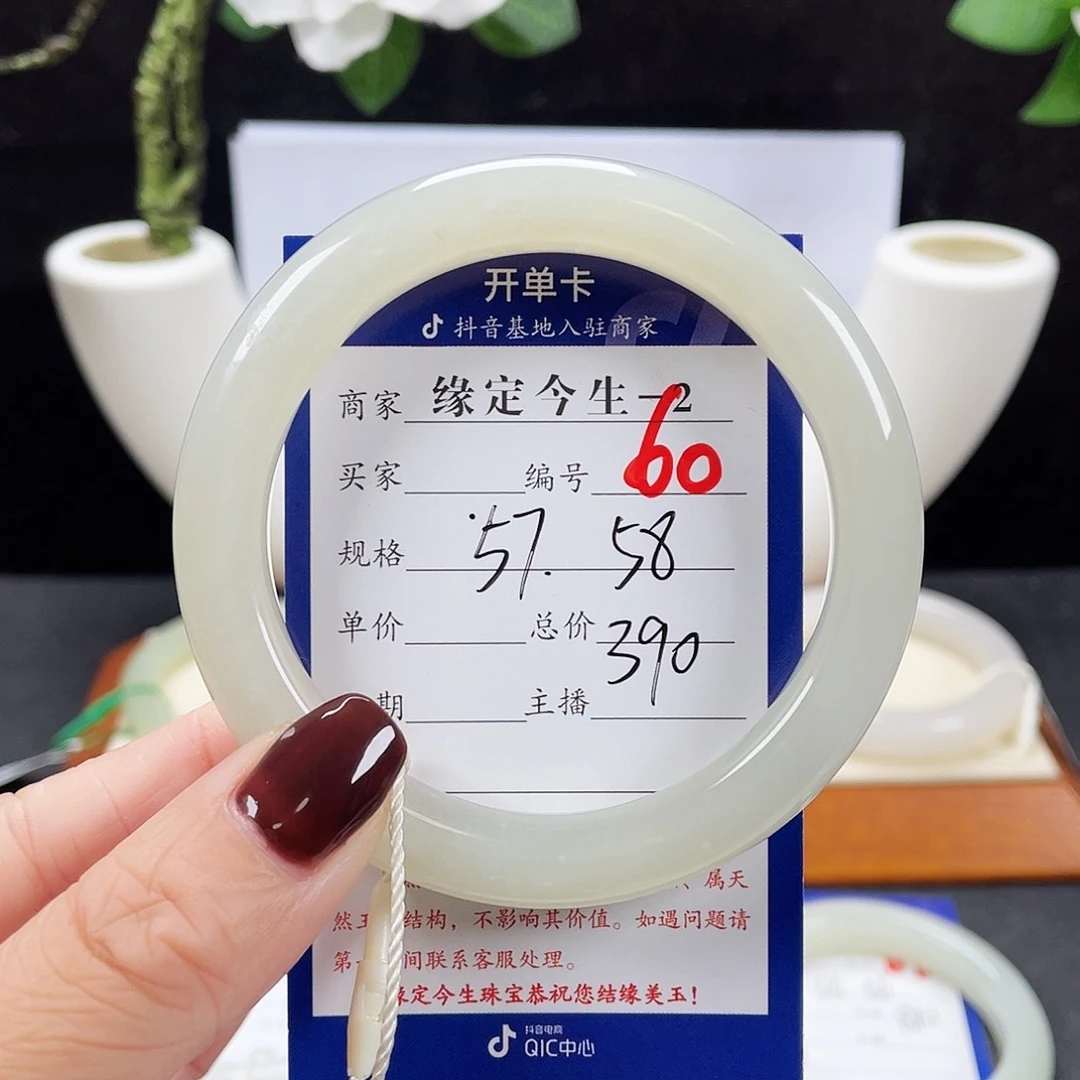 开单卡
抖音基地入驻商家
商家 缘定今生-2
买家 编号 60
规格 57. 58
单价 总价 390
期 主播
、属天
然 结构，不影响其价值。如遇问题请
第 间联系客服处理。
定今生珠宝恭祝您结缘美玉！
抖音电商
QIC中心